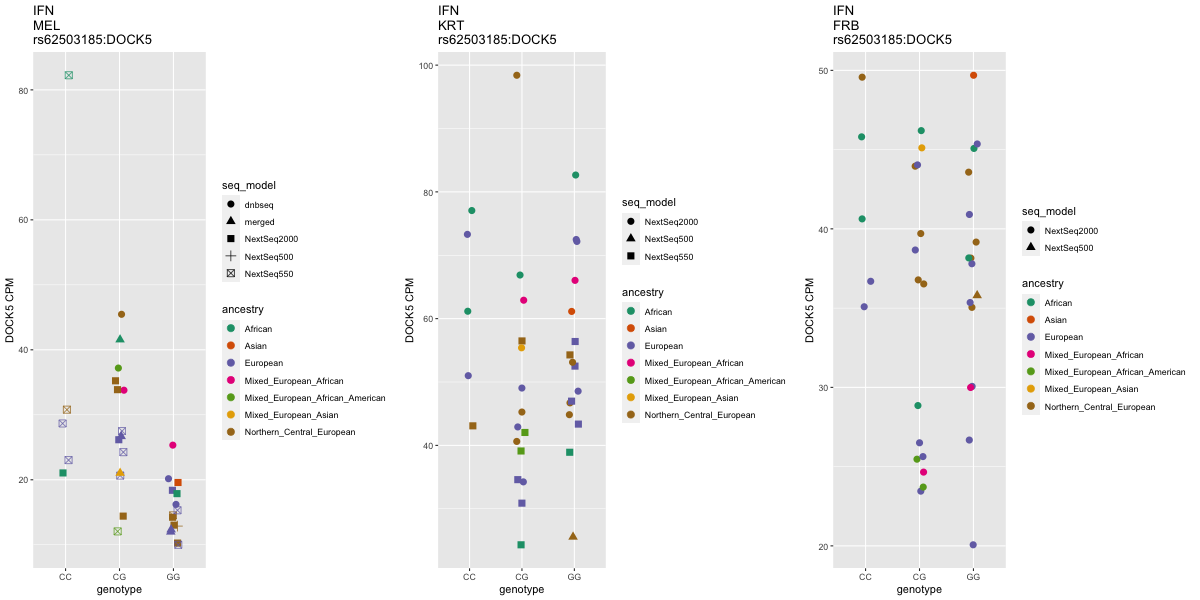 IFN
MEL
rs62503185:DOCK5
DOCK5 CPM
80
60
40
20
CC CG GG
genotype
seq_model
dnbseq
merged
NextSeq2000
NextSeq500
NextSeq550
ancestry
African
Asian
European
Mixed_European_African
Mixed_European_African_American
Mixed_European_Asian
Northern_Central_European
IFN
KRT
rs62503185:DOCK5
DOCK5 CPM
100
80
60
40
CC CG GG
genotype
seq_model
NextSeq2000
NextSeq500
NextSeq550
ancestry
African
Asian
European
Mixed_European_African
Mixed_European_African_American
Mixed_European_Asian
Northern_Central_European
IFN
FRB
rs62503185:DOCK5
DOCK5 CPM
50
40
30
20
CC CG GG
genotype
seq_model
NextSeq2000
NextSeq500
ancestry
African
Asian
European
Mixed_European_African
Mixed_European_African_American
Mixed_European_Asian
Northern_Central_European